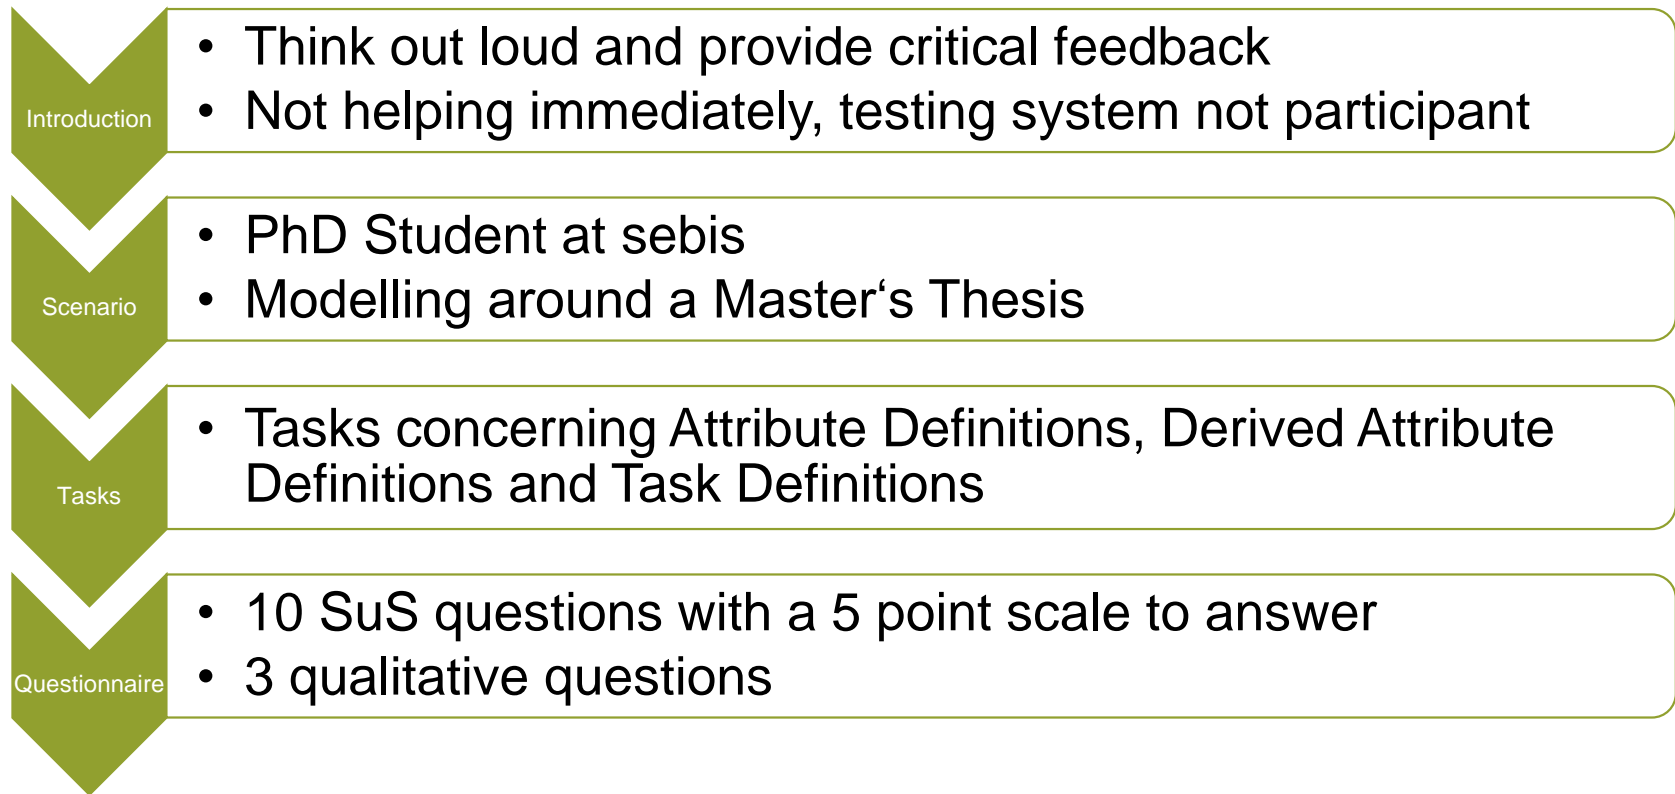 Introduction
• Think out loud and provide critical feedback
• Not helping immediately, testing system not participant
Scenario
• PhD Student at sebis
• Modelling around a Master‘s Thesis
Tasks
• Tasks concerning Attribute Definitions, Derived Attribute
Definitions and Task Definitions
Questionnaire
• 10 SuS questions with a 5 point scale to answer
• 3 qualitative questions